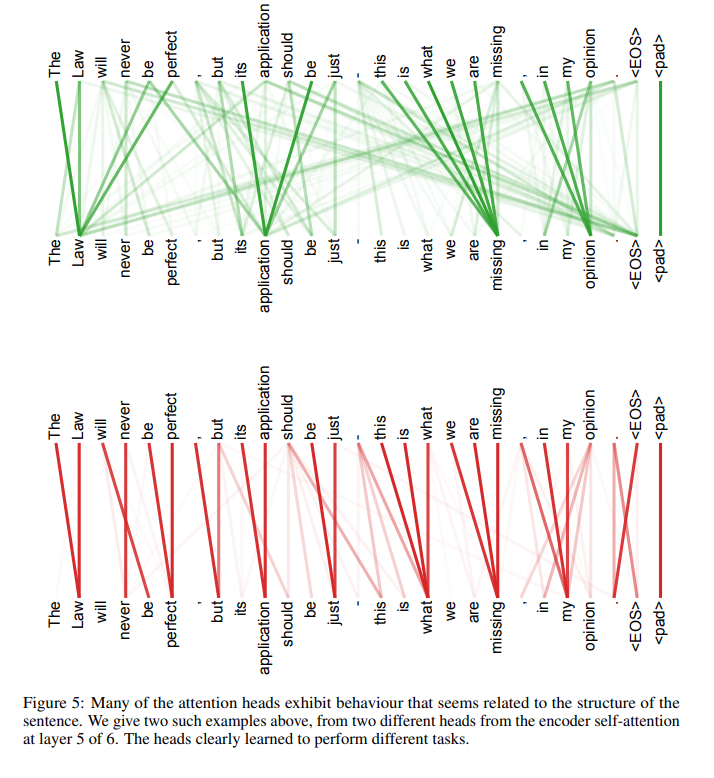 The Law will never be perfect , but its application should be just - this is what we are missing , in my opinion . <EOS> <pad>
The Law will never be perfect , but its application should be just - this is what we are missing , in my opinion . <EOS> <pad>
The Law will never be perfect , but its application should be just - this is what we are missing , in my opinion . <EOS> <pad>
The Law will never be perfect , but its application should be just - this is what we are missing , in my opinion . <EOS> <pad>
Figure 5: Many of the attention heads exhibit behaviour that seems related to the structure of the
sentence. We give two such examples above, from two different heads from the encoder self-attention
at layer 5 of 6. The heads clearly learned to perform different tasks.